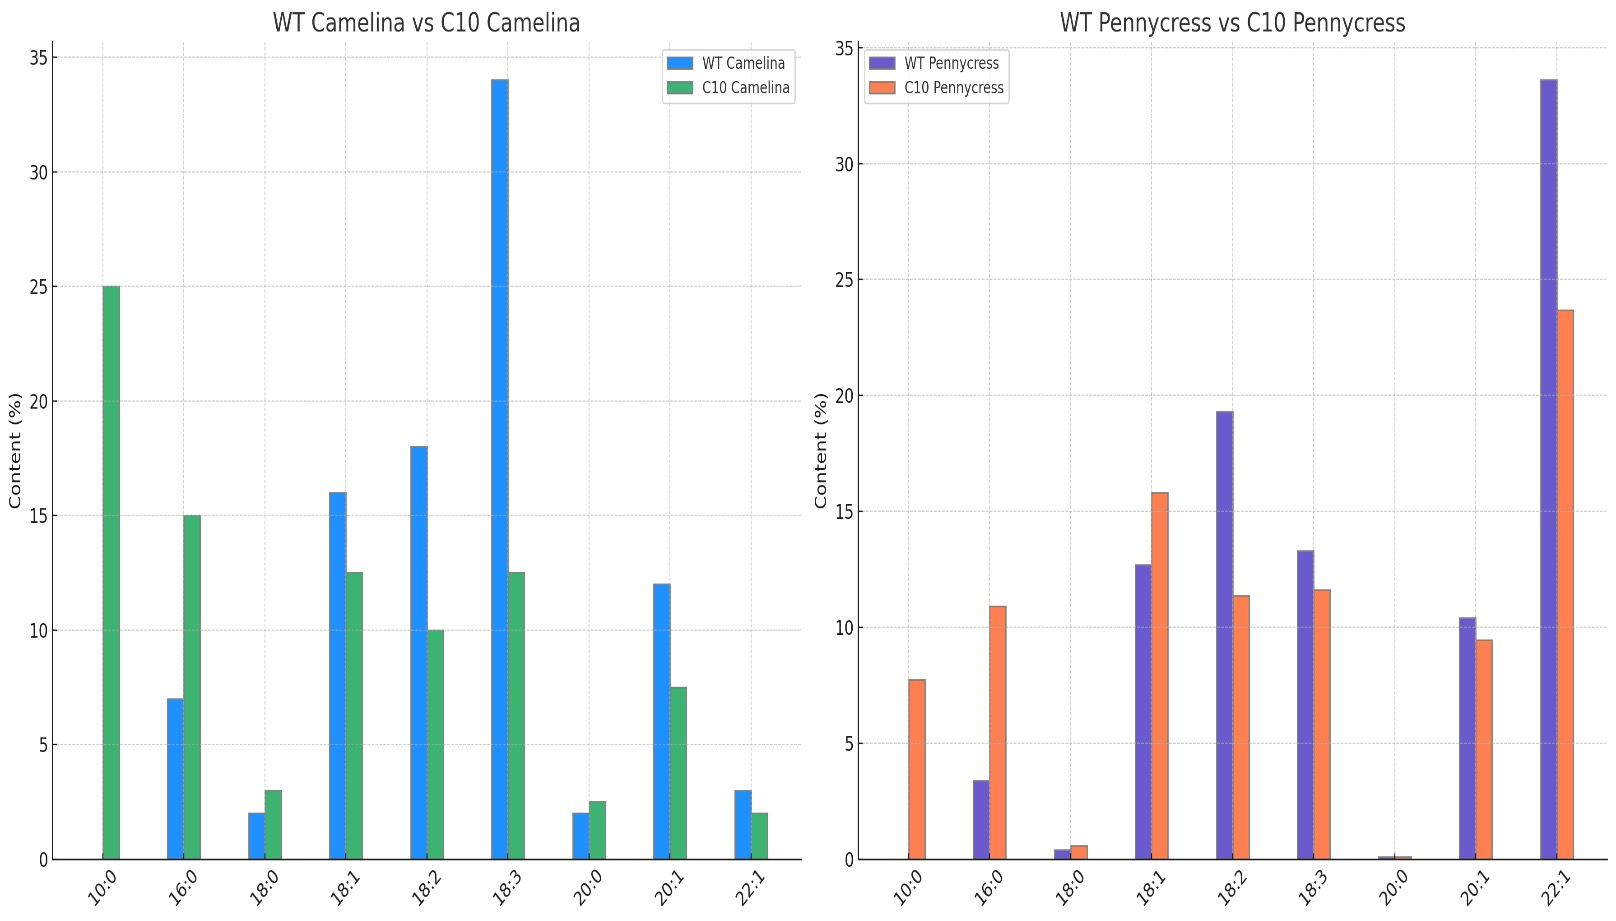 WT Camelina vs C10 Camelina
WT Camelina
C10 Camelina
Content (%)
35
30
25
20
15
10
5
0
10:0 16:0 18:0 18:1 18:2 18:3 20:0 20:1 22:1
WT Pennycress vs C10 Pennycress
WT Pennycress
C10 Pennycress
Content (%)
35
30
25
20
15
10
5
0
10:0 16:0 18:0 18:1 18:2 18:3 20:0 20:1 22:1